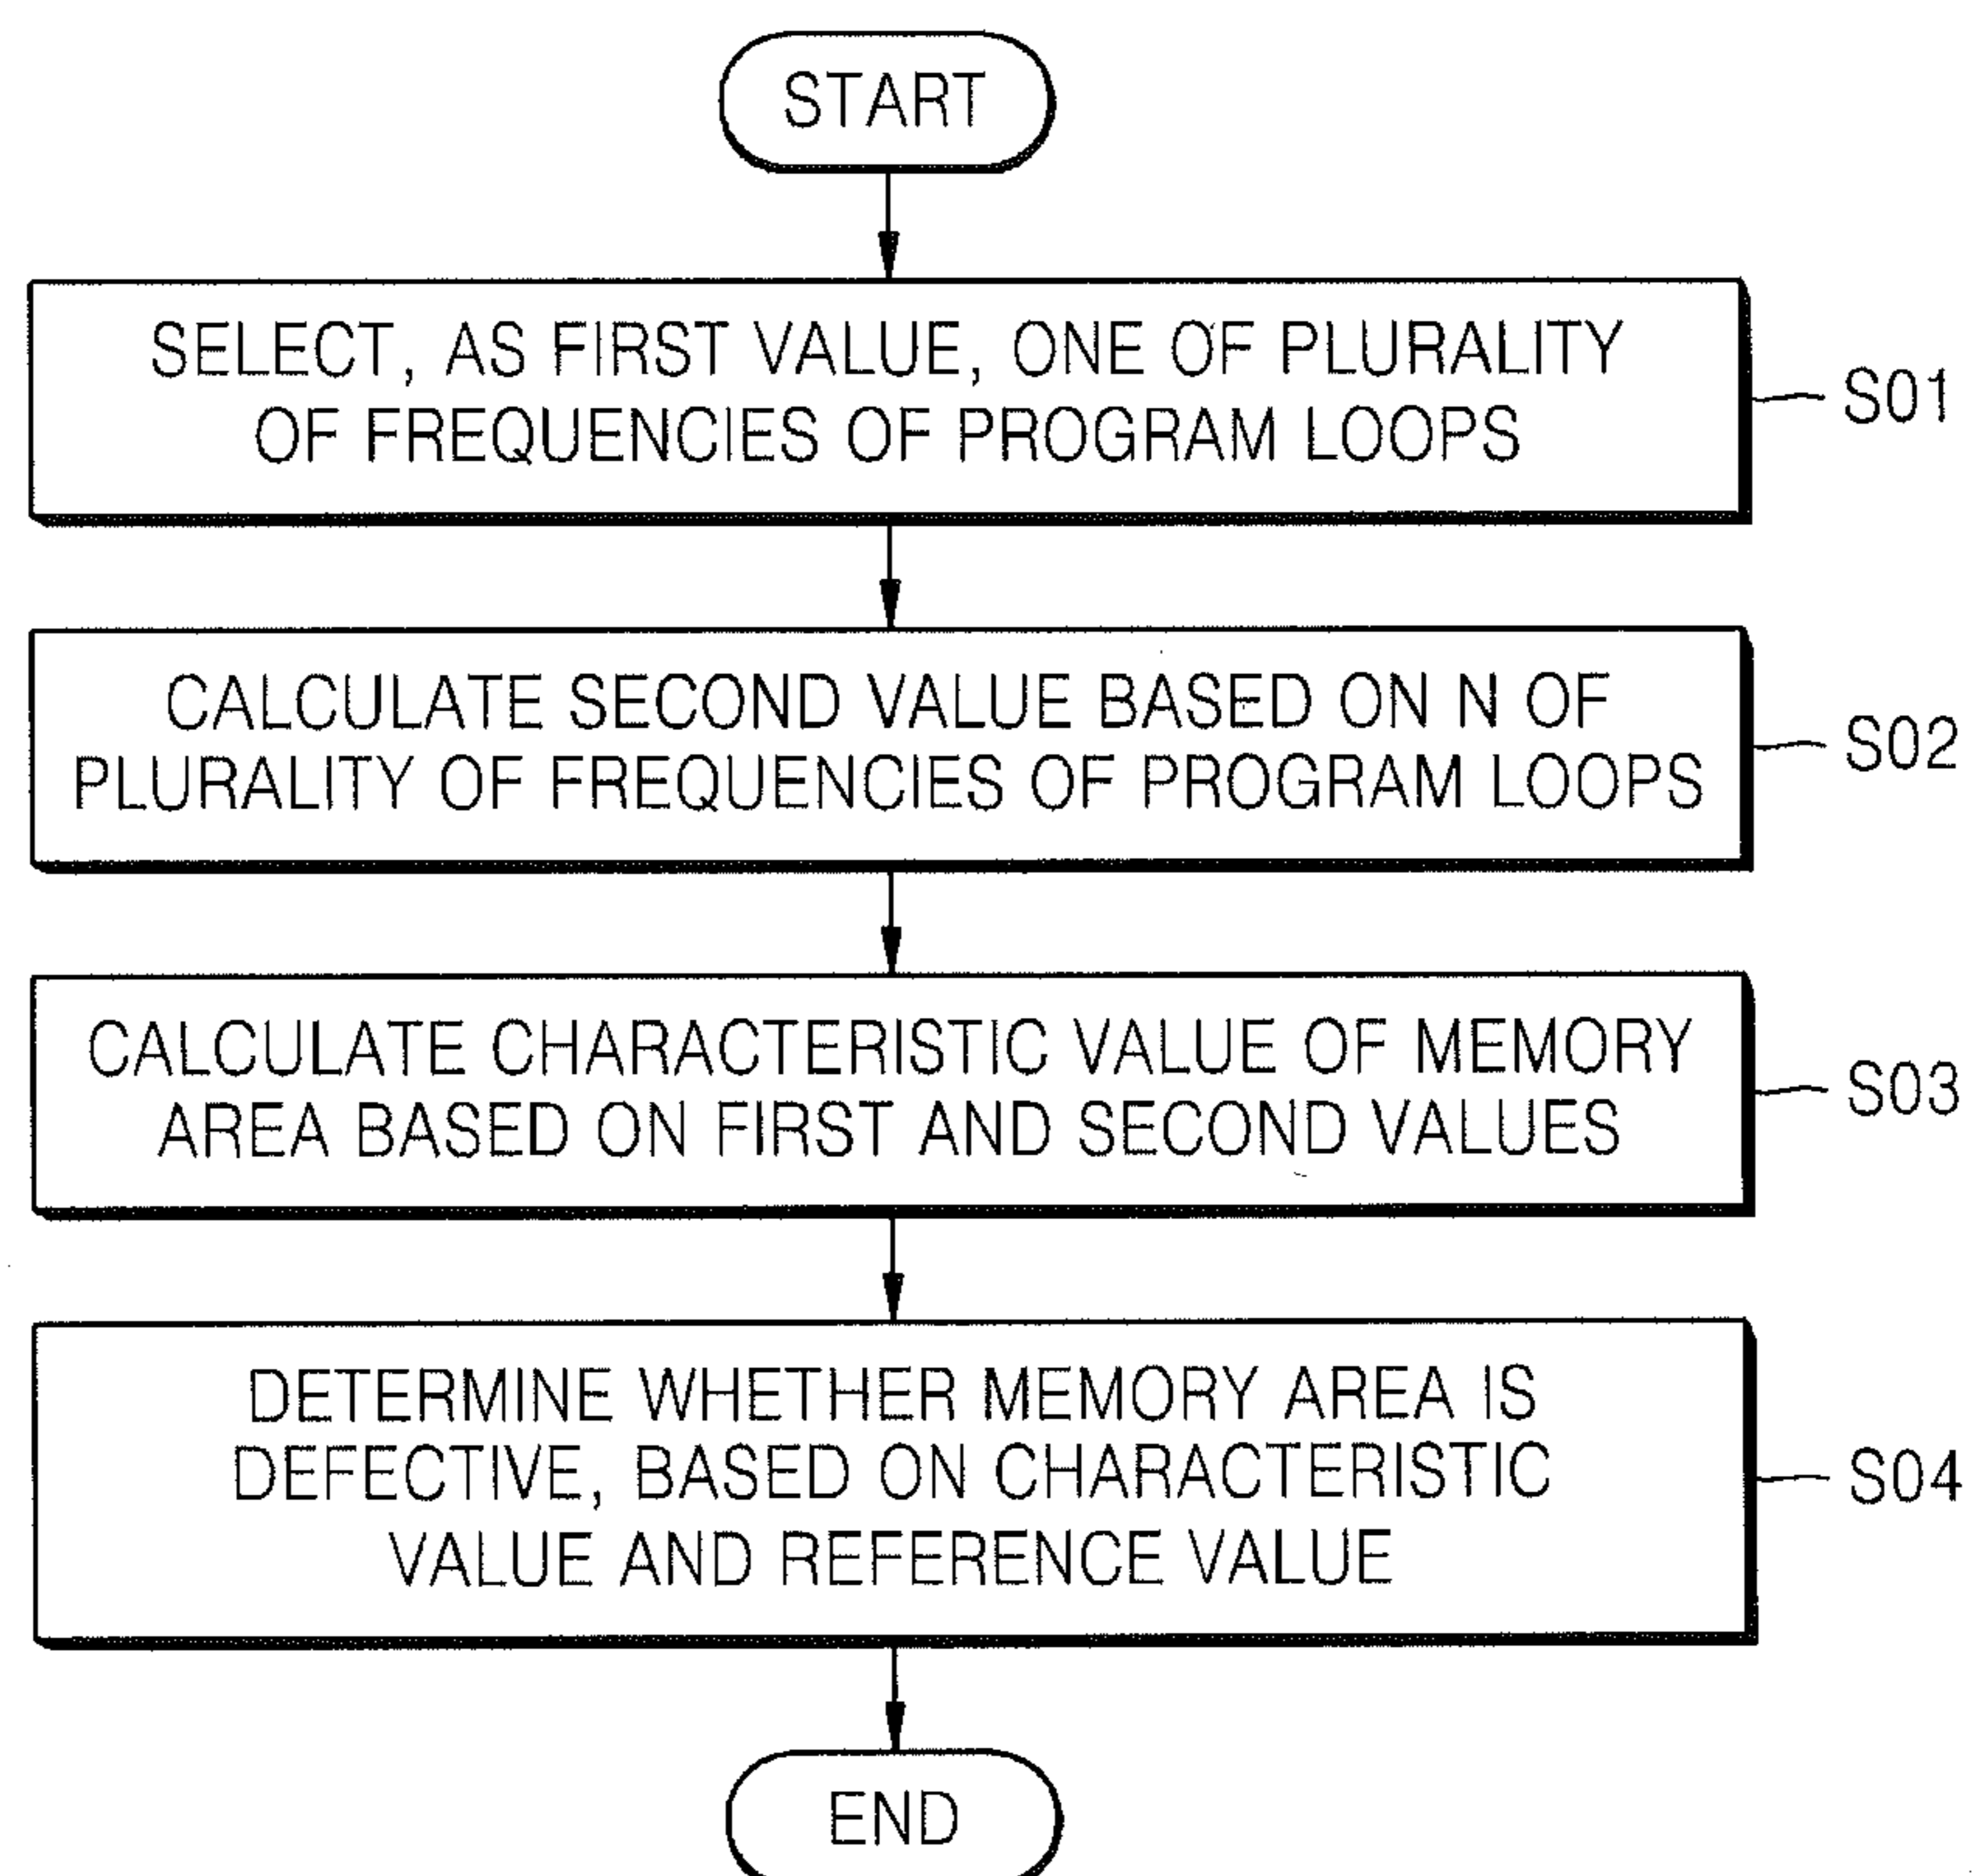 START
SELECT, AS FIRST VALUE, ONE OF PLURALITY
OF FREQUENCIES OF PROGRAM LOOPS
S01
CALCULATE SECOND VALUE BASED ON N OF
PLURALITY OF FREQUENCIES OF PROGRAM LOOPS
S02
CALCULATE CHARACTERISTIC VALUE OF MEMORY
AREA BASED ON FIRST AND SECOND VALUES
S03
DETERMINE WHETHER MEMORY AREA IS
DEFECTIVE, BASED ON CHARACTERISTIC
VALUE AND REFERENCE VALUE
S04
END